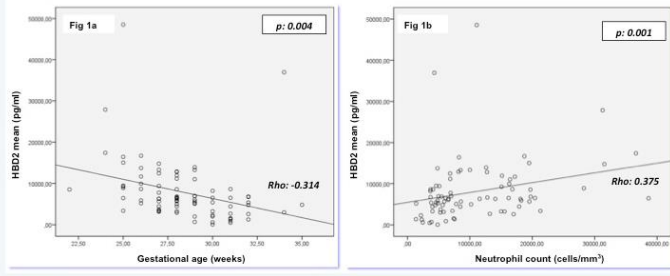 Fig 1a
p: 0.004
50000,00
40000,00
30000,00
20000,00
10000,00
,00
HBD2 mean (pg/ml)
Rho: -0.314
22,50
25,00
27,50
30,00
32,50
35,00
Gestational age (weeks)
Fig 1b
p: 0.001
50000,00
40000,00
30000,00
20000,00
10000,00
,00
HBD2 mean (pg/ml)
Rho: 0.375
,00
10000,00
20000,00
30000,00
40000,00
Neutrophil count (cells/mm³)